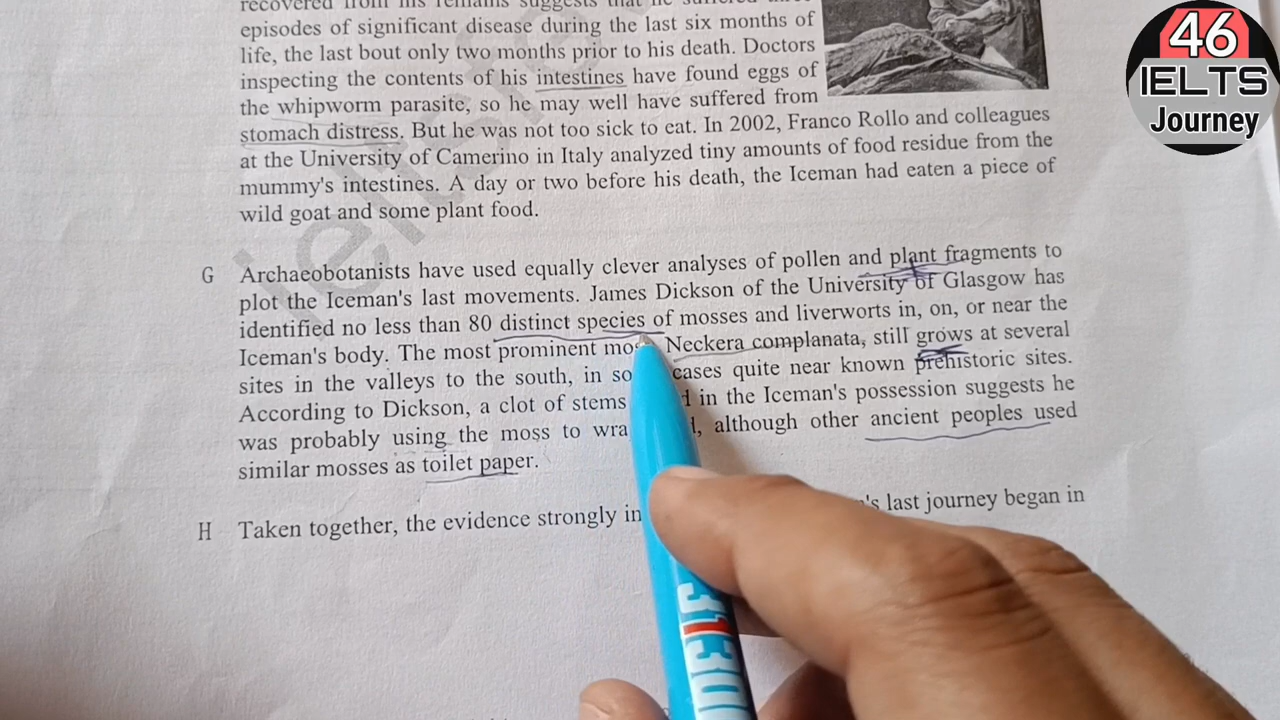 recovered from his remains suggests that he suffered three
episodes of significant disease during the last six months of
life, the last bout only two months prior to his death. Doctors
inspecting the contents of his intestines have found eggs of
the whipworm parasite, so he may well have suffered from
stomach distress. But he was not too sick to eat. In 2002, Franco Rollo and colleagues
at the University of Camerino in Italy analyzed tiny amounts of food residue from the
mummy's intestines. A day or two before his death, the Iceman had eaten a piece of
wild goat and some plant food.
G Archaeobotanists have used equally clever analyses of pollen and plant fragments to
plot the Iceman's last movements. James Dickson of the University of Glasgow has
identified no less than 80 distinct species of mosses and liverworts in, on, or near the
Iceman's body. The most prominent Neckera complanata, still grows at several
sites in the valleys to the south, in cases quite near known prehistoric sites.
According to Dickson, a clot of stems in the Iceman's possession suggests he
was probably using the moss to although other ancient peoples used
similar mosses as toilet paper.
H Taken together, the evidence strongly last journey began in
46
IELTS
Journey